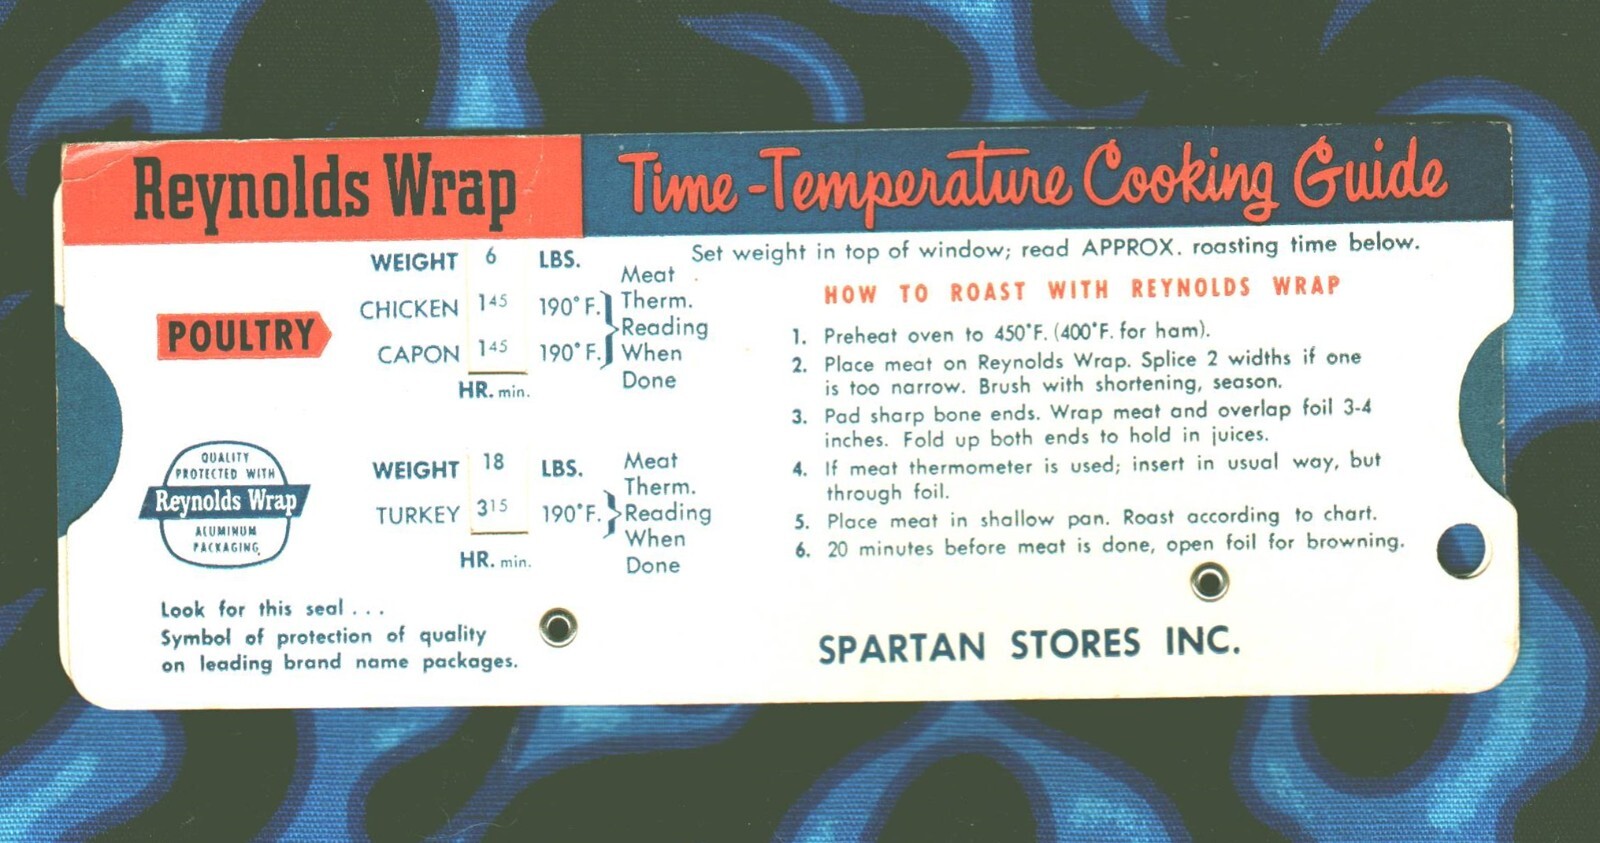 Reynolds Wrap
Time-Temperature Cooking Guide
Set weight in top of window; read APPROX. roasting time below.
WEIGHT 6 LBS.
CHICKEN 1 45 190°F.
CAPON 1 45 190°F.
HR. min.
Meat
Therm.
Reading
When
Done
POULTRY
WEIGHT 18 LBS.
TURKEY 3 15 190°F.
HR. min.
Meat
Therm.
Reading
When
Done
QUALITY
PROTECTED WITH
Reynolds Wrap
ALUMINUM
PACKAGING
Look for this seal . . .
Symbol of protection of quality
on leading brand name packages.
HOW TO ROAST WITH REYNOLDS WRAP
1. Preheat oven to 450°F. (400°F. for ham).
2. Place meat on Reynolds Wrap. Splice 2 widths if one
is too narrow. Brush with shortening, season.
3. Pad sharp bone ends. Wrap meat and overlap foil 3-4
inches. Fold up both ends to hold in juices.
4. If meat thermometer is used; insert in usual way, but
through foil.
5. Place meat in shallow pan. Roast according to chart.
6. 20 minutes before meat is done, open foil for browning.
SPARTAN STORES INC.